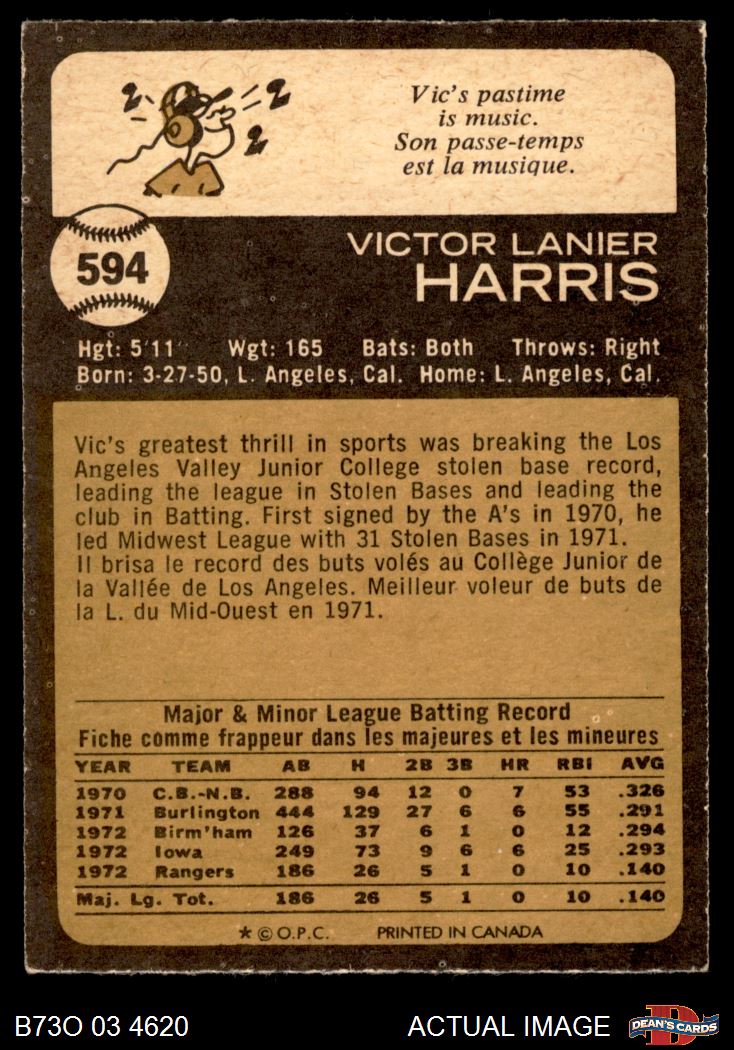 Vic's pastime
is music.
Son passe-temps
est la musique.
594
VICTOR LANIER
HARRIS
Hgt: 5'11 Wgt: 165 Bats: Both Throws: Right
Born: 3-27-50, L. Angeles, Cal. Home: L. Angeles, Cal.
Vic's greatest thrill in sports was breaking the Los
Angeles Valley Junior College stolen base record,
leading the league in Stolen Bases and leading the
club in Batting. First signed by the A's in 1970, he
led Midwest League with 31 Stolen Bases in 1971.
Il brisa le record des buts volés au Collège Junior de
la Vallée de Los Angeles. Meilleur voleur de buts de
la L. du Mid-Ouest en 1971.
Major & Minor League Batting Record
Fiche comme frappeur dans les majeures et les mineures
YEAR TEAM AB H 2B 3B HR RBI AVG
1970 C.B.-N.B. 288 94 12 0 7 53 .326
1971 Burlington 444 129 27 6 6 55 .291
1972 Birm'ham 126 37 6 1 0 12 .294
1972 Iowa 249 73 9 6 6 25 .293
1972 Rangers 186 26 5 1 0 10 .140
Maj. Lg. Tot. 186 26 5 1 0 10 .140
* © O.P.C. PRINTED IN CANADA
B73O 03 4620 ACTUAL IMAGE DEAN'S CARDS